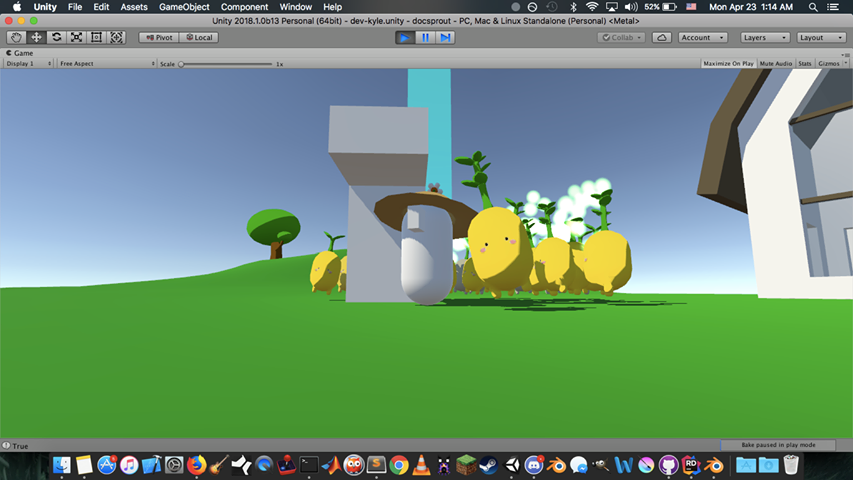 Unity File Edit Assets GameObject Component Window Help 52% Mon Apr 23 1:14 AM
Unity 2018.1.0b13 Personal (64bit) - dev-kyle.unity - docsprout - PC, Mac & Linux Standalone (Personal) <Metal>
Pivot Local Collab Account Layers Layout
Game
Display 1 Free Aspect Scale 1x Maximize On Play Mute Audio Stats Gizmos
True Bake paused in play mode